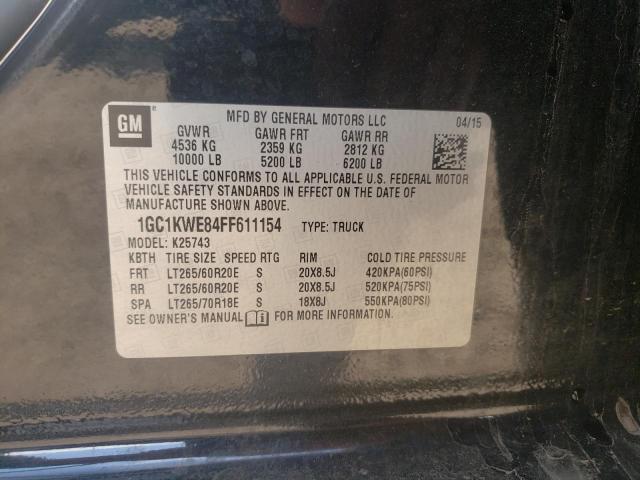 GM
MFD BY GENERAL MOTORS LLC 04/15
GVWR GAWR FRT GAWR RR
4536 KG 2359 KG 2812 KG
10000 LB 5200 LB 6200 LB
THIS VEHICLE CONFORMS TO ALL APPLICABLE U.S. FEDERAL MOTOR
VEHICLE SAFETY STANDARDS IN EFFECT ON THE DATE OF
MANUFACTURE SHOWN ABOVE.
1GC1KWE84FF611154 TYPE: TRUCK
MODEL: K25743
KBTH TIRE SIZE SPEED RTG RIM COLD TIRE PRESSURE
FRT LT265/60R20E S 20X8.5J 420KPA(60PSI)
RR LT265/60R20E S 20X8.5J 520KPA(75PSI)
SPA LT265/70R18E S 18X8J 550KPA(80PSI)
SEE OWNER'S MANUAL FOR MORE INFORMATION.